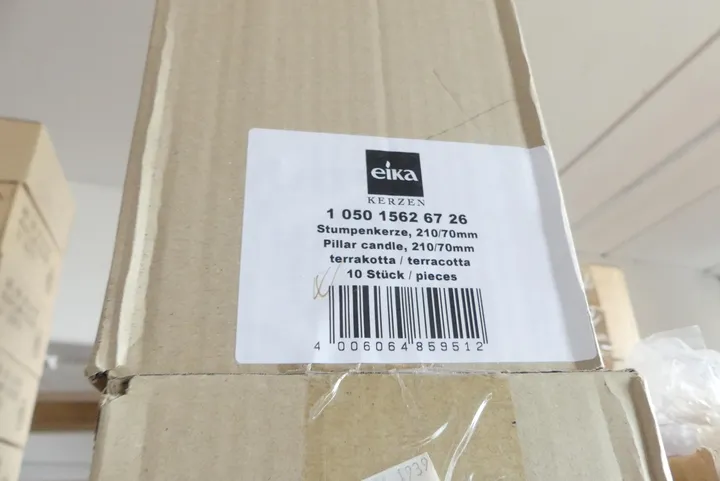 eika
KERZEN
1 050 1562 67 26
Stumpenkerze, 210/70mm
Pillar candle, 210/70mm
terrakotta / terracotta
10 Stück / pieces
4 006064 859512
1939